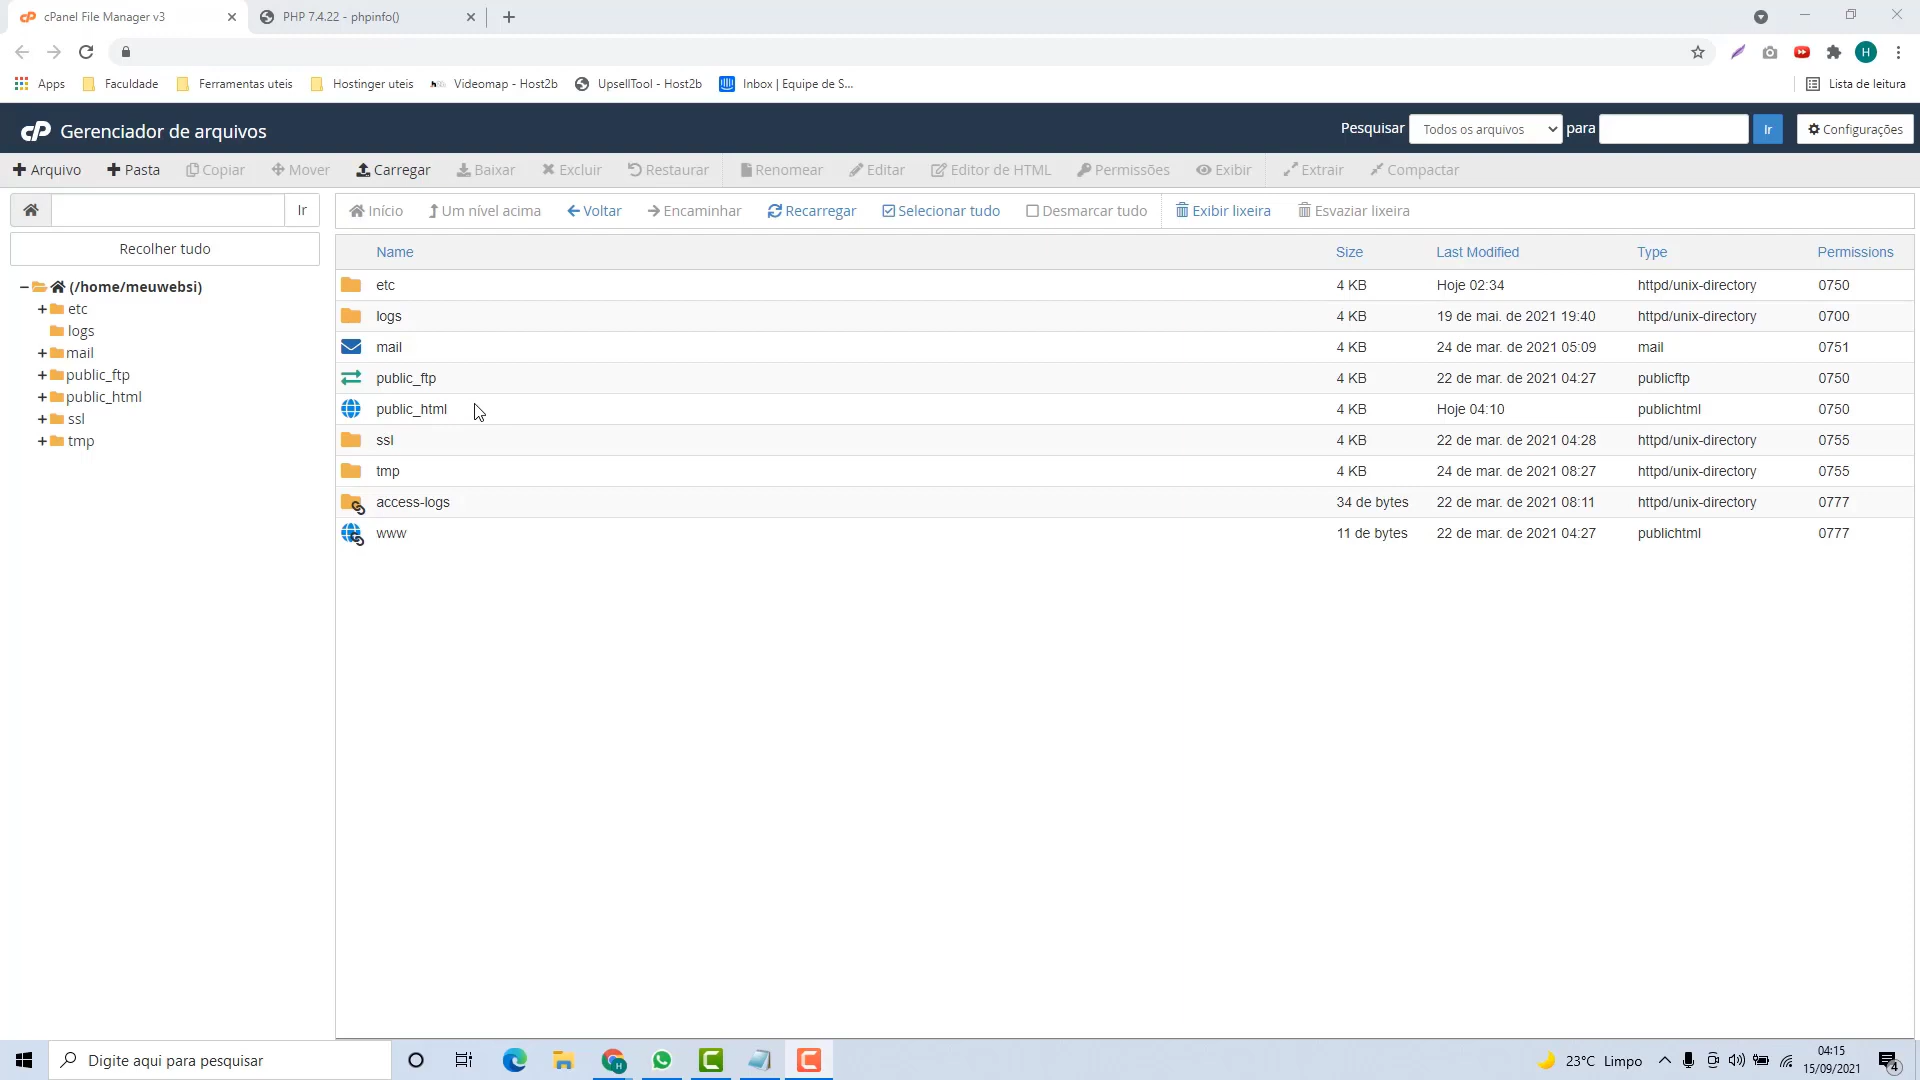 cPanel File Manager v3
PHP 7.4.22 - phpinfo()
H
Apps
Faculdade
Ferramentas uteis
Hostinger uteis
Videomap - Host2b
UpsellTool - Host2b
Inbox | Equipe de S...
Lista de leitura
cP Gerenciador de arquivos
Pesquisar Todos os arquivos para Ir Configurações
Arquivo Pasta Copiar Mover Carregar Baixar Excluir Restaurar Renomear Editar Editor de HTML Permissões Exibir Extrair Compactar
Ir
Início Um nível acima Voltar Encaminhar Recarregar Selecionar tudo Desmarcar tudo Exibir lixeira Esvaziar lixeira
Recolher tudo
(/home/meuwebsi)
etc
logs
mail
public_ftp
public_html
ssl
tmp
Name Size Last Modified Type Permissions
etc 4 KB Hoje 02:34 httpd/unix-directory 0750
logs 4 KB 19 de mai. de 2021 19:40 httpd/unix-directory 0700
mail 4 KB 24 de mar. de 2021 05:09 mail 0751
public_ftp 4 KB 22 de mar. de 2021 04:27 publicftp 0750
public_html 4 KB Hoje 04:10 publichtml 0750
ssl 4 KB 22 de mar. de 2021 04:28 httpd/unix-directory 0755
tmp 4 KB 24 de mar. de 2021 08:27 httpd/unix-directory 0755
access-logs 34 de bytes 22 de mar. de 2021 08:11 httpd/unix-directory 0777
www 11 de bytes 22 de mar. de 2021 04:27 publichtml 0777
Digite aqui para pesquisar
23°C Limpo
04:15
15/09/2021
4